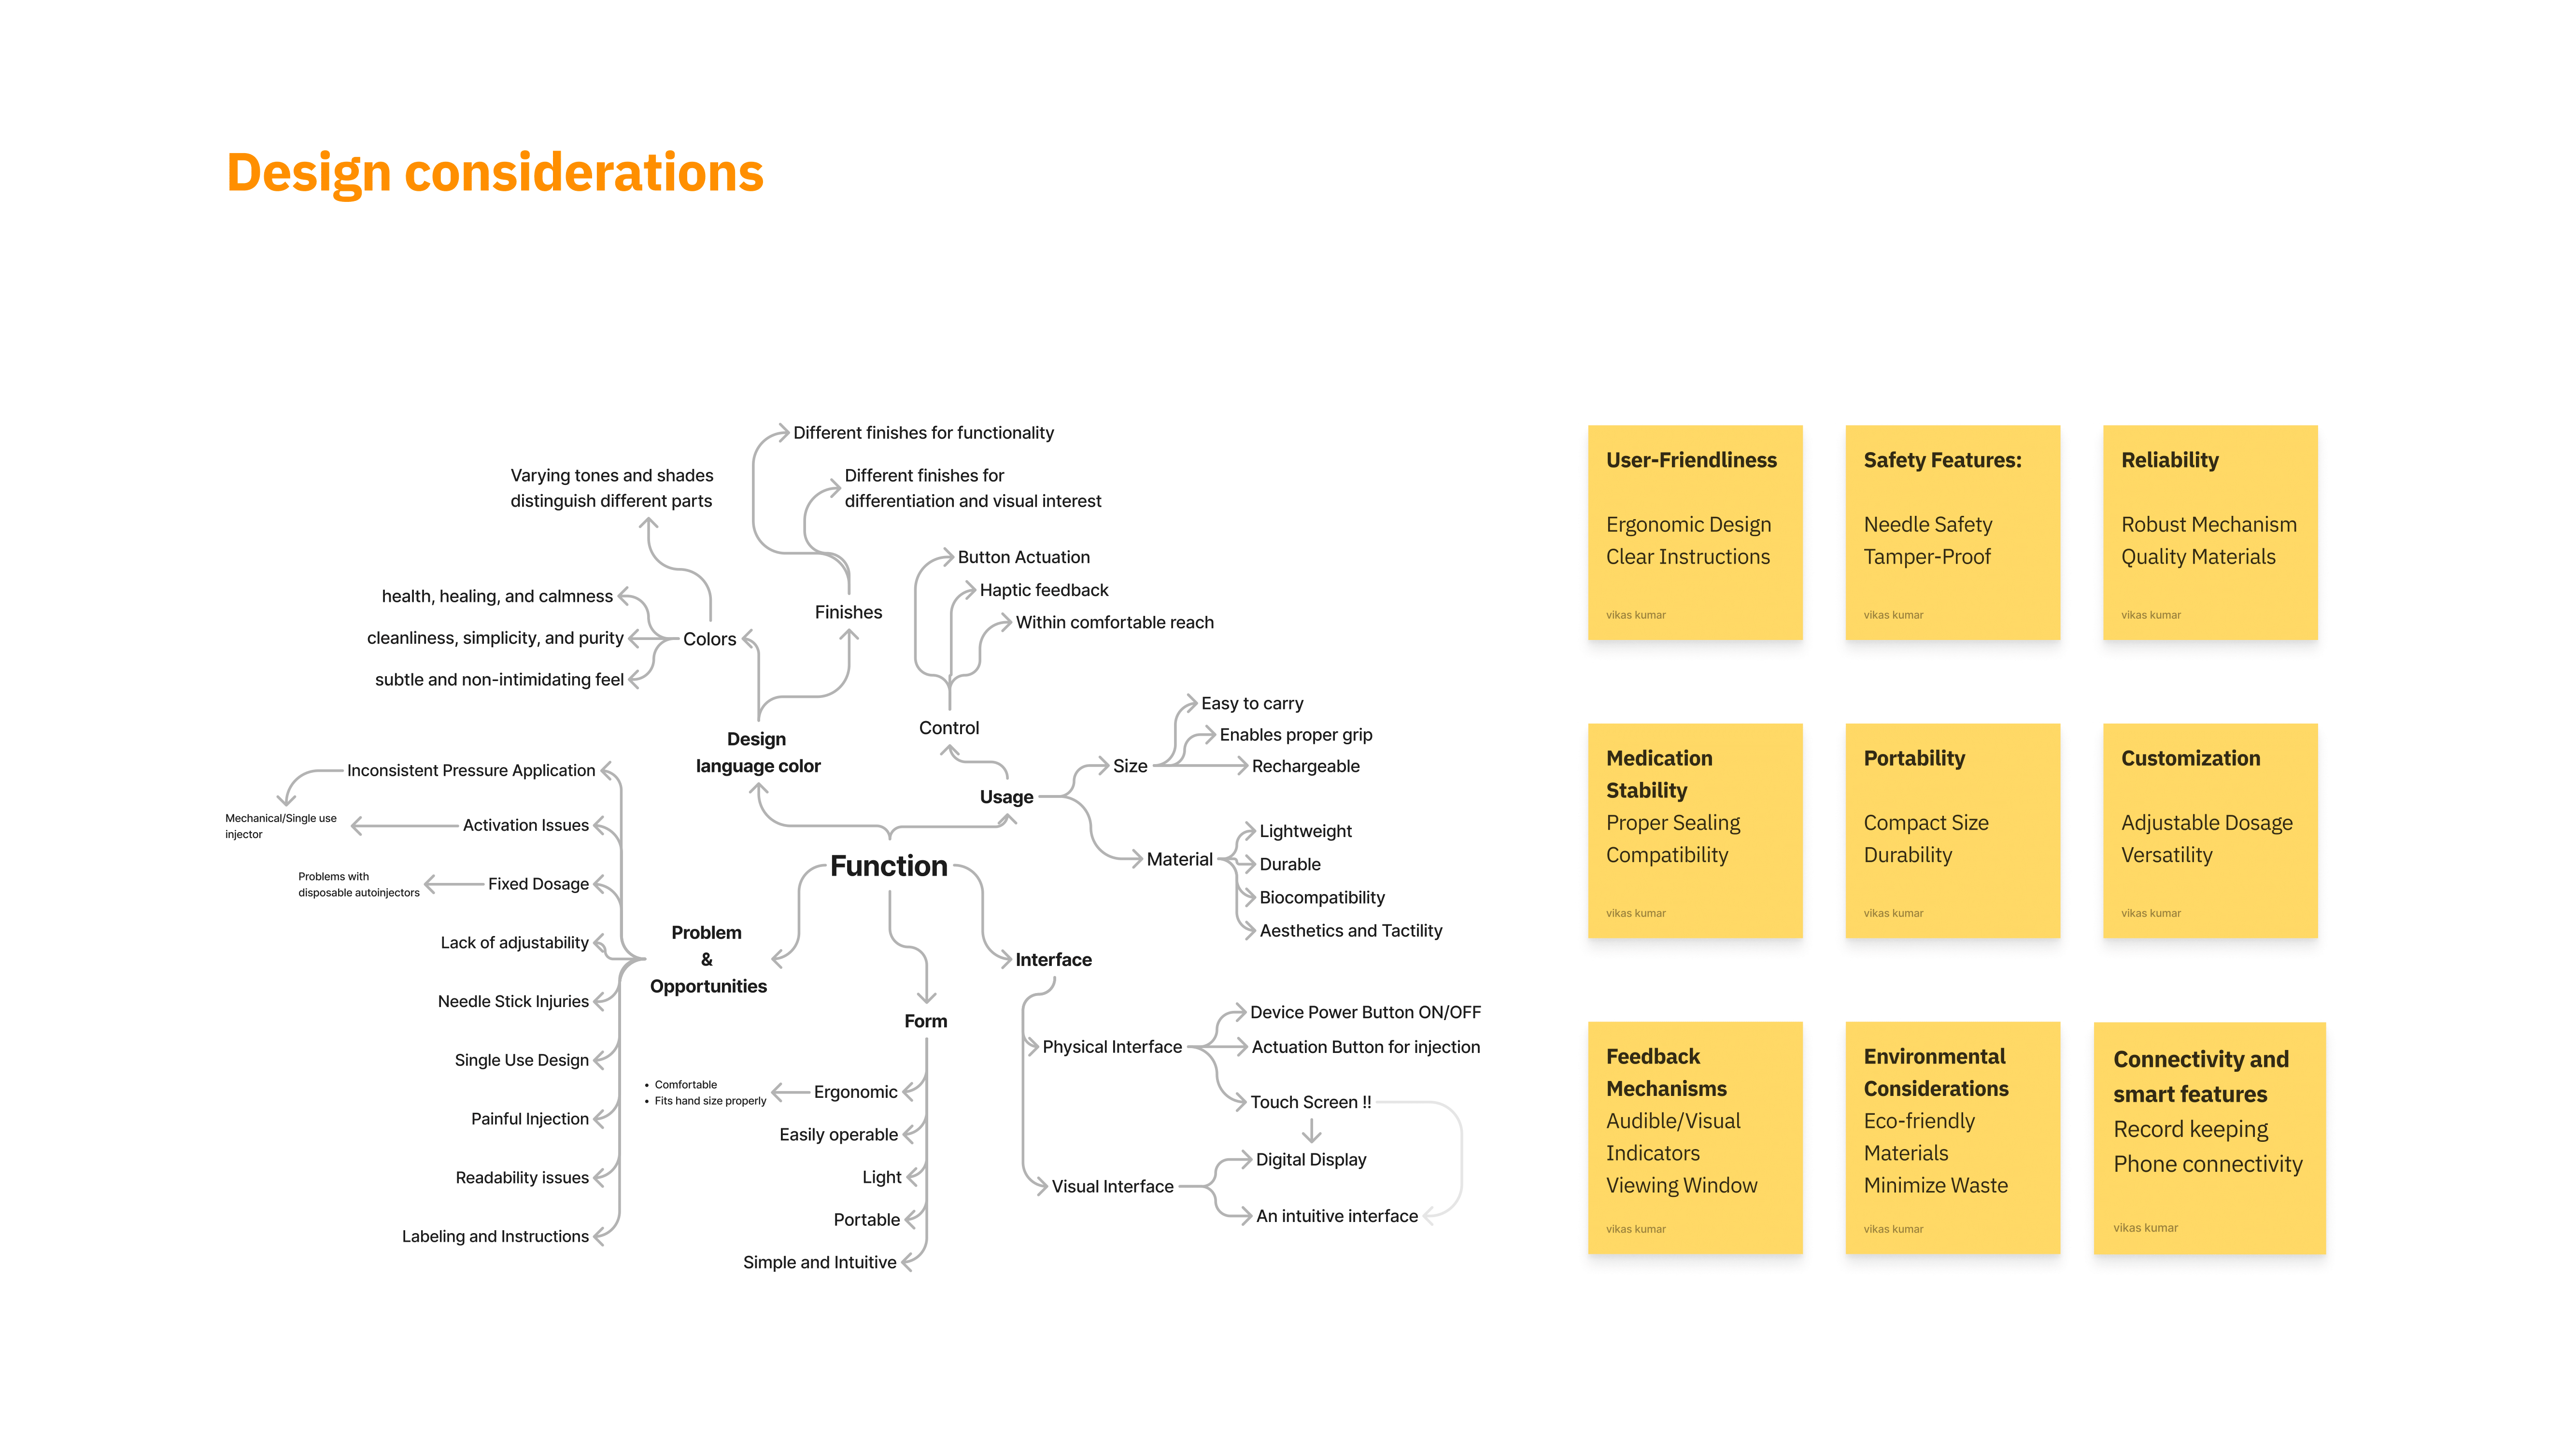 Design considerations
Different finishes for functionality
Varying tones and shades
distinguish different parts
Different finishes for
differentiation and visual interest
Button Actuation
Haptic feedback
Within comfortable reach
health, healing, and calmness
cleanliness, simplicity, and purity
subtle and non-intimidating feel
Colors
Finishes
Control
Design
language color
Usage
Size
Easy to carry
Enables proper grip
Rechargeable
Material
Lightweight
Durable
Biocompatibility
Aesthetics and Tactility
Function
Inconsistent Pressure Application
Mechanical/Single use
injector
Activation Issues
Problems with
disposable autoinjectors
Fixed Dosage
Lack of adjustability
Needle Stick Injuries
Single Use Design
Painful Injection
Readability issues
Labeling and Instructions
Problem
&
Opportunities
Form
• Comfortable
• Fits hand size properly
Ergonomic
Easily operable
Light
Portable
Simple and Intuitive
Interface
Physical Interface
Device Power Button ON/OFF
Actuation Button for injection
Touch Screen !!
Visual Interface
Digital Display
An intuitive interface
User-Friendliness
Ergonomic Design
Clear Instructions
vikas kumar
Safety Features:
Needle Safety
Tamper-Proof
vikas kumar
Reliability
Robust Mechanism
Quality Materials
vikas kumar
Medication
Stability
Proper Sealing
Compatibility
vikas kumar
Portability
Compact Size
Durability
vikas kumar
Customization
Adjustable Dosage
Versatility
vikas kumar
Feedback
Mechanisms
Audible/Visual
Indicators
Viewing Window
vikas kumar
Environmental
Considerations
Eco-friendly
Materials
Minimize Waste
vikas kumar
Connectivity and
smart features
Record keeping
Phone connectivity
vikas kumar